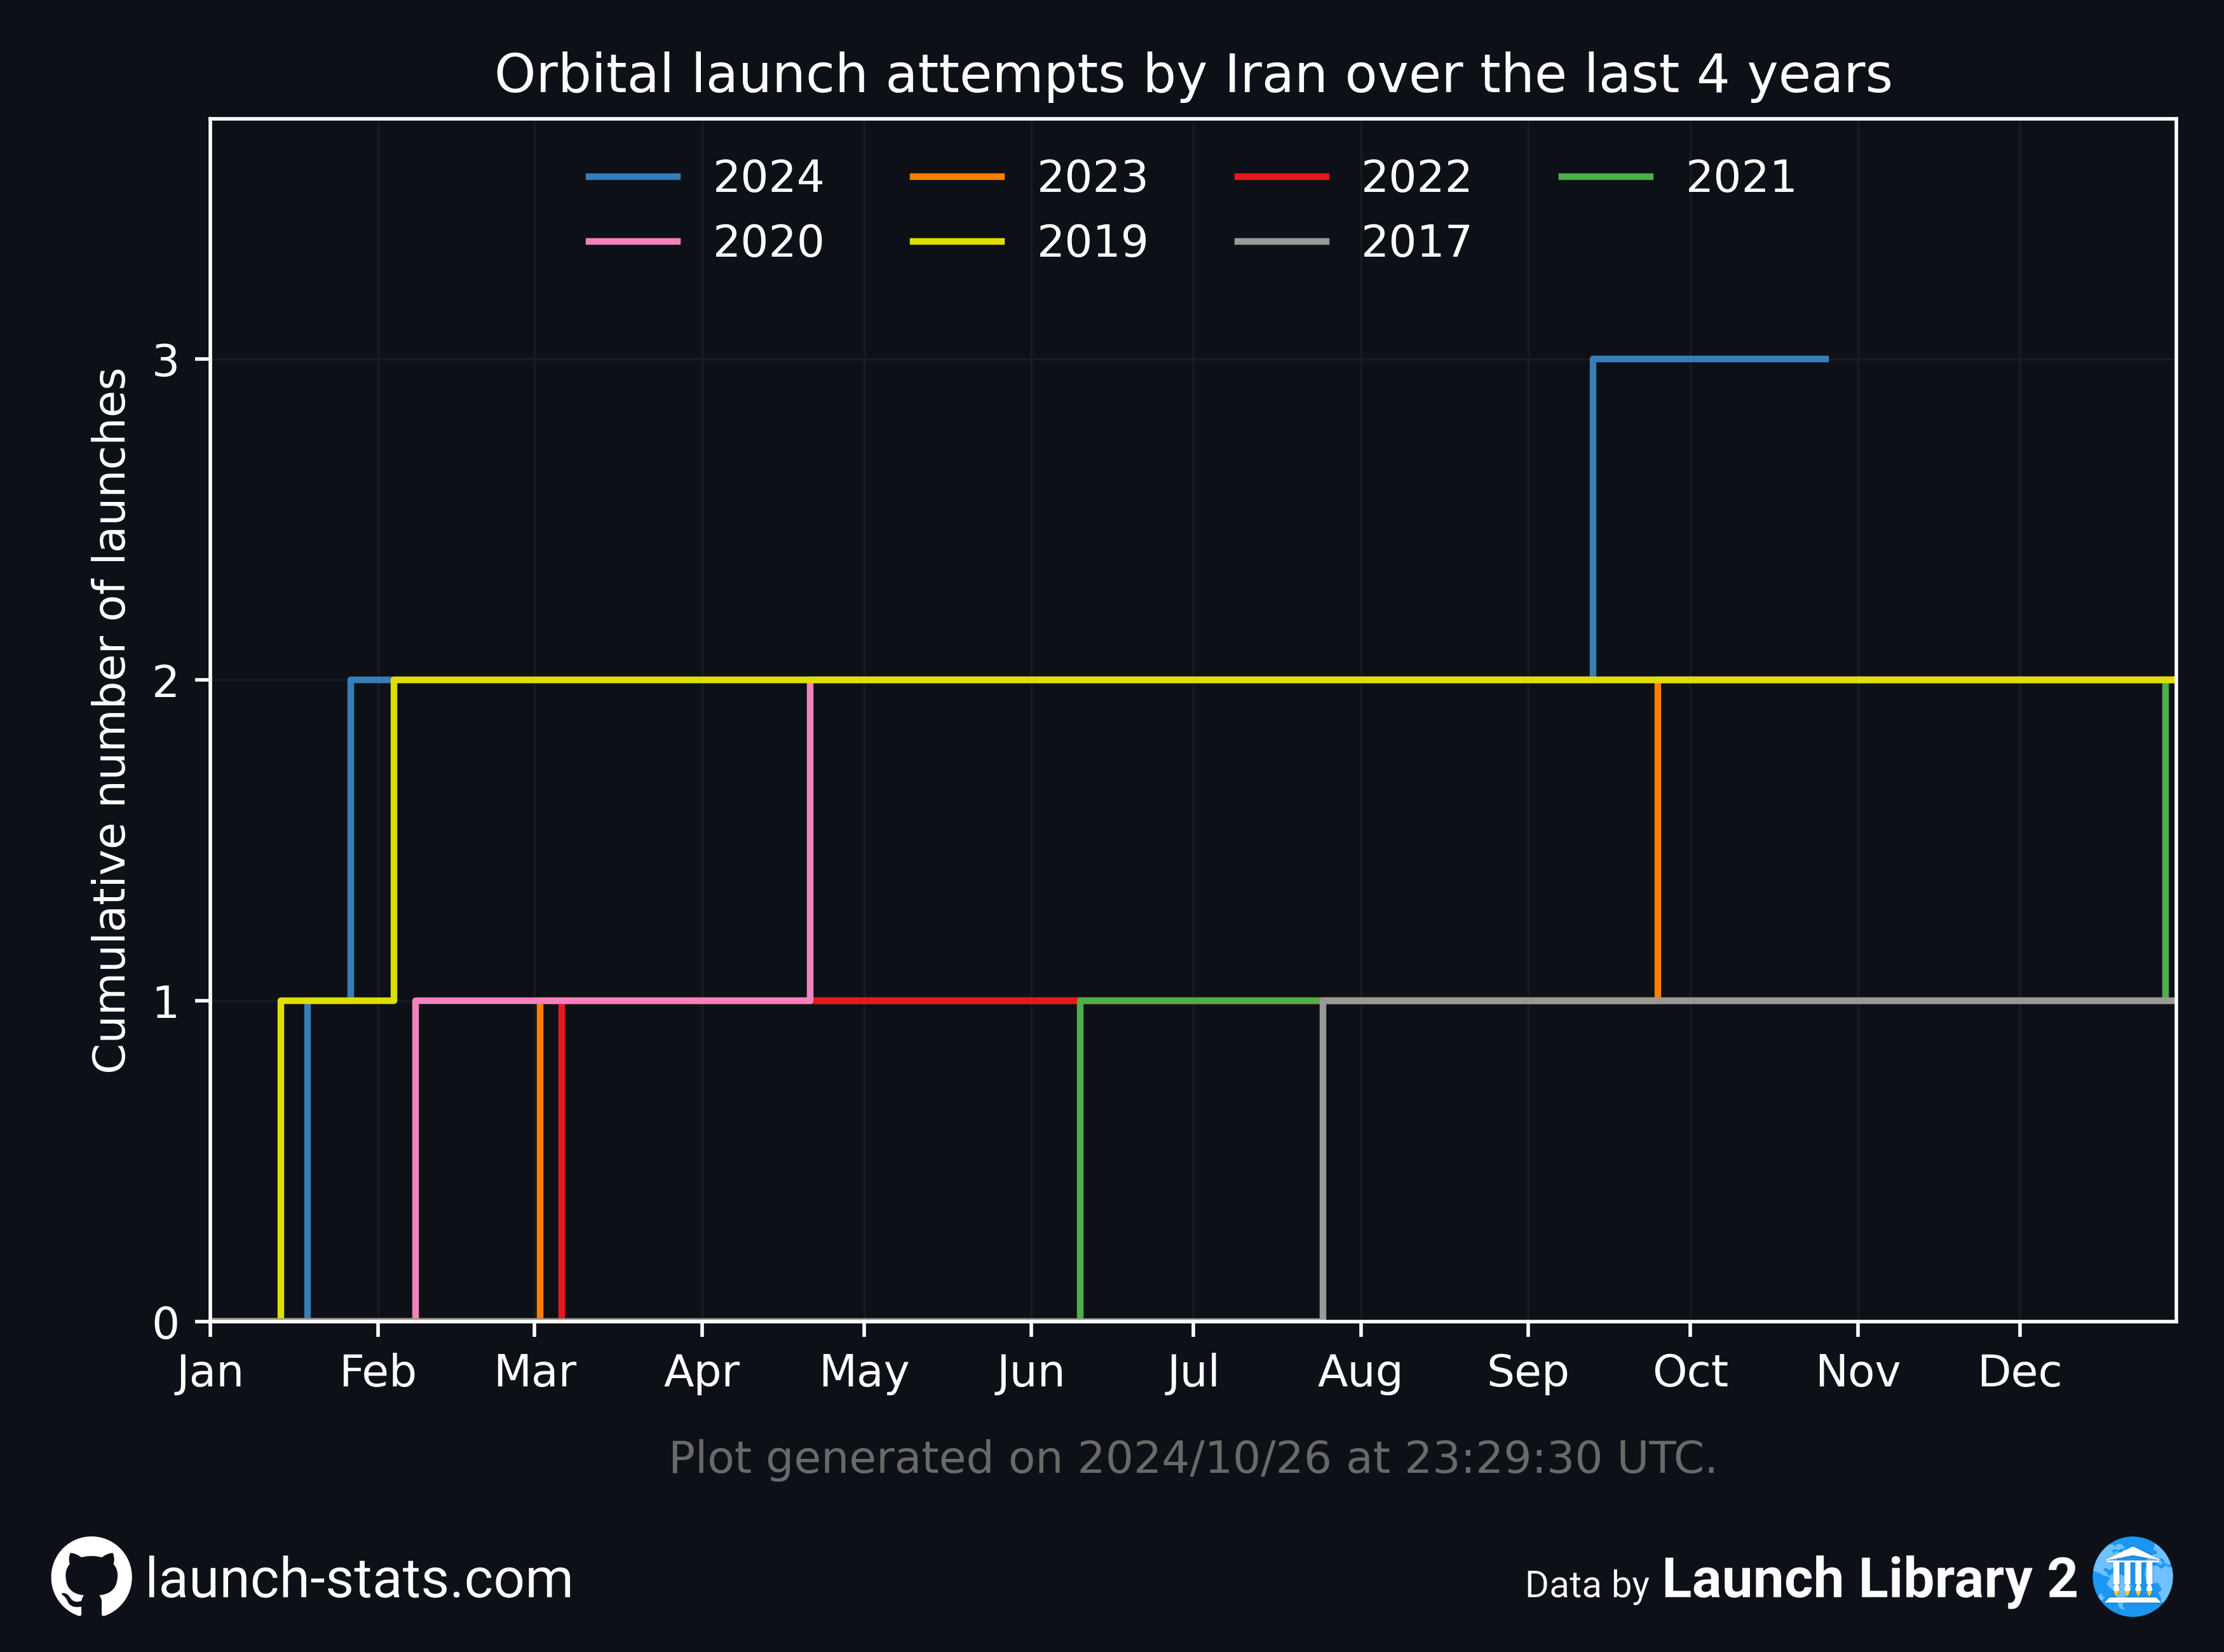 Orbital launch attempts by Iran over the last 4 years
2024 2023 2022 2021
2020 2019 2017
Cumulative number of launches
3
2
1
0
Jan Feb Mar Apr May Jun Jul Aug Sep Oct Nov Dec
Plot generated on 2024/10/26 at 23:29:30 UTC.
launch-stats.com
Data by Launch Library 2